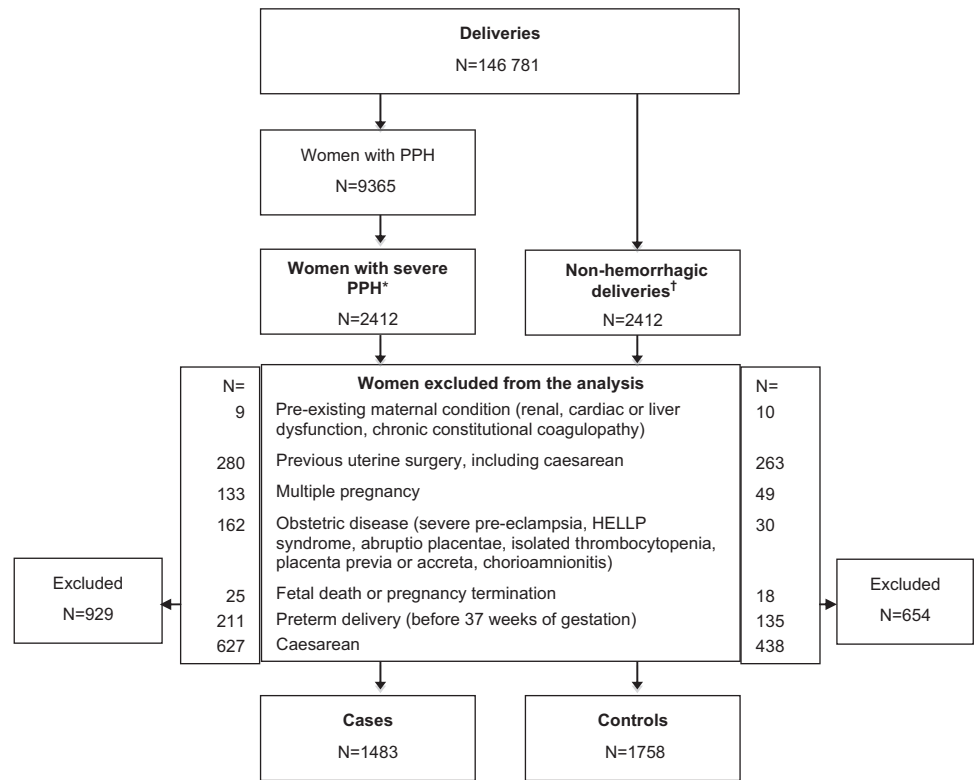 Deliveries
N=146 781
Women with PPH
N=9365
Women with severe
PPH*
N=2412
Non-hemorrhagic
deliveries†
N=2412
N= Women excluded from the analysis N=
9 Pre-existing maternal condition (renal, cardiac or liver 10
dysfunction, chronic constitutional coagulopathy)
280 Previous uterine surgery, including caesarean 263
133 Multiple pregnancy 49
162 Obstetric disease (severe pre-eclampsia, HELLP 30
syndrome, abruptio placentae, isolated thrombocytopenia,
placenta previa or accreta, chorioamnionitis)
25 Fetal death or pregnancy termination 18
211 Preterm delivery (before 37 weeks of gestation) 135
627 Caesarean 438
Excluded
N=929
Excluded
N=654
Cases
N=1483
Controls
N=1758